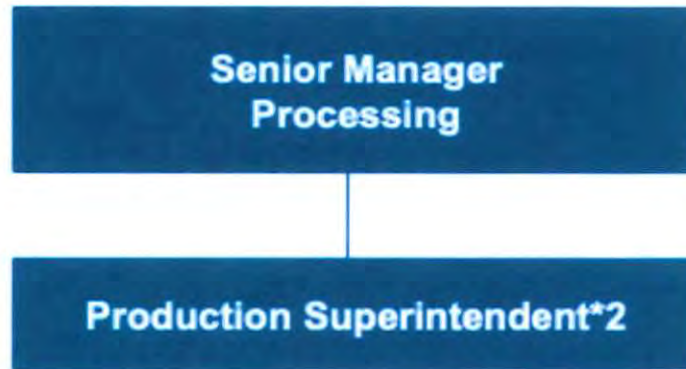 Senior Manager
Processing
Production Superintendent*2